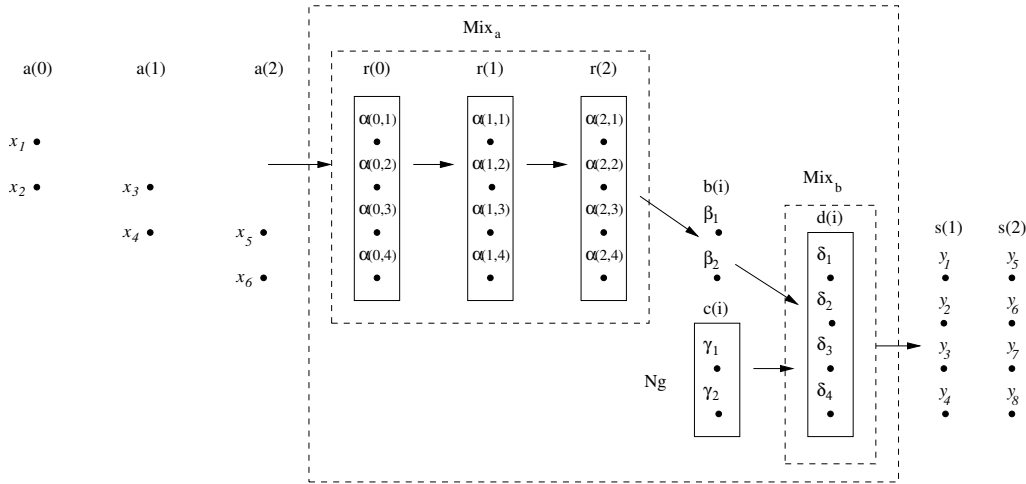 Mix_a
a(0) a(1) a(2) r(0) r(1) r(2)
α(0,1) α(1,1) α(2,1)
x_1
α(0,2) α(1,2) α(2,2)
x_2 x_3
α(0,3) α(1,3) α(2,3)
x_4 x_5
α(0,4) α(1,4) α(2,4)
x_6
b(i)
β_1
β_2
c(i)
γ_1
γ_2
Ng
Mix_b
d(i)
δ_1
δ_2
δ_3
δ_4
s(1) s(2)
y_1 y_5
y_2 y_6
y_3 y_7
y_4 y_8